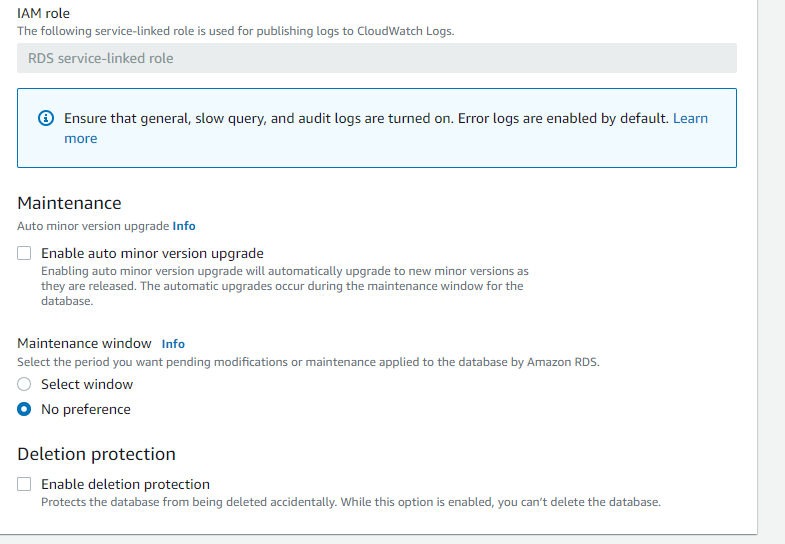 IAM role
The following service-linked role is used for publishing logs to CloudWatch Logs.
RDS service-linked role
Ensure that general, slow query, and audit logs are turned on. Error logs are enabled by default. Learn
more
Maintenance
Auto minor version upgrade Info
Enable auto minor version upgrade
Enabling auto minor version upgrade will automatically upgrade to new minor versions as
they are released. The automatic upgrades occur during the maintenance window for the
database.
Maintenance window Info
Select the period you want pending modifications or maintenance applied to the database by Amazon RDS.
Select window
No preference
Deletion protection
Enable deletion protection
Protects the database from being deleted accidentally. While this option is enabled, you can't delete the database.